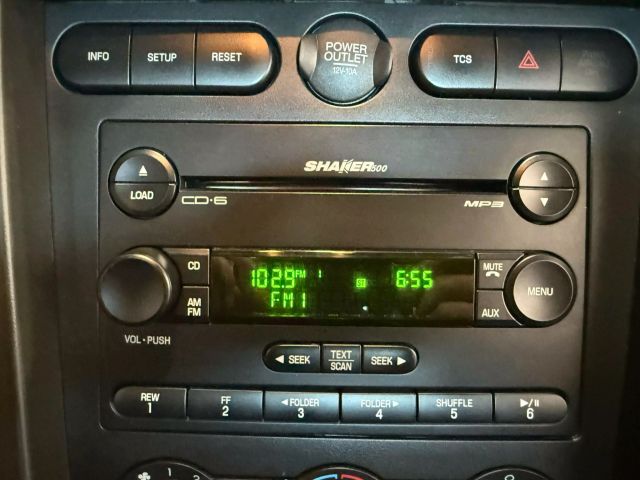 INFO SETUP RESET POWER OUTLET 12V•10A TCS
SHAKER500
LOAD CD•6 MP3
CD 102.9 FM 1 ST 6:55 MUTE
AM FM FM1 AUX MENU
VOL•PUSH
SEEK TEXT SCAN SEEK
REW 1 FF 2 FOLDER 3 FOLDER 4 SHUFFLE 5 6
1 2